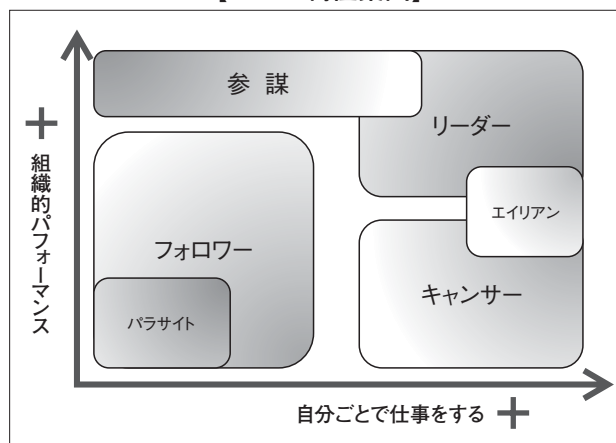 参謀
リーダー
エイリアン
フォロワー
キャンサー
パラサイト
＋
組織的パフォーマンス
自分ごとで仕事をする ＋